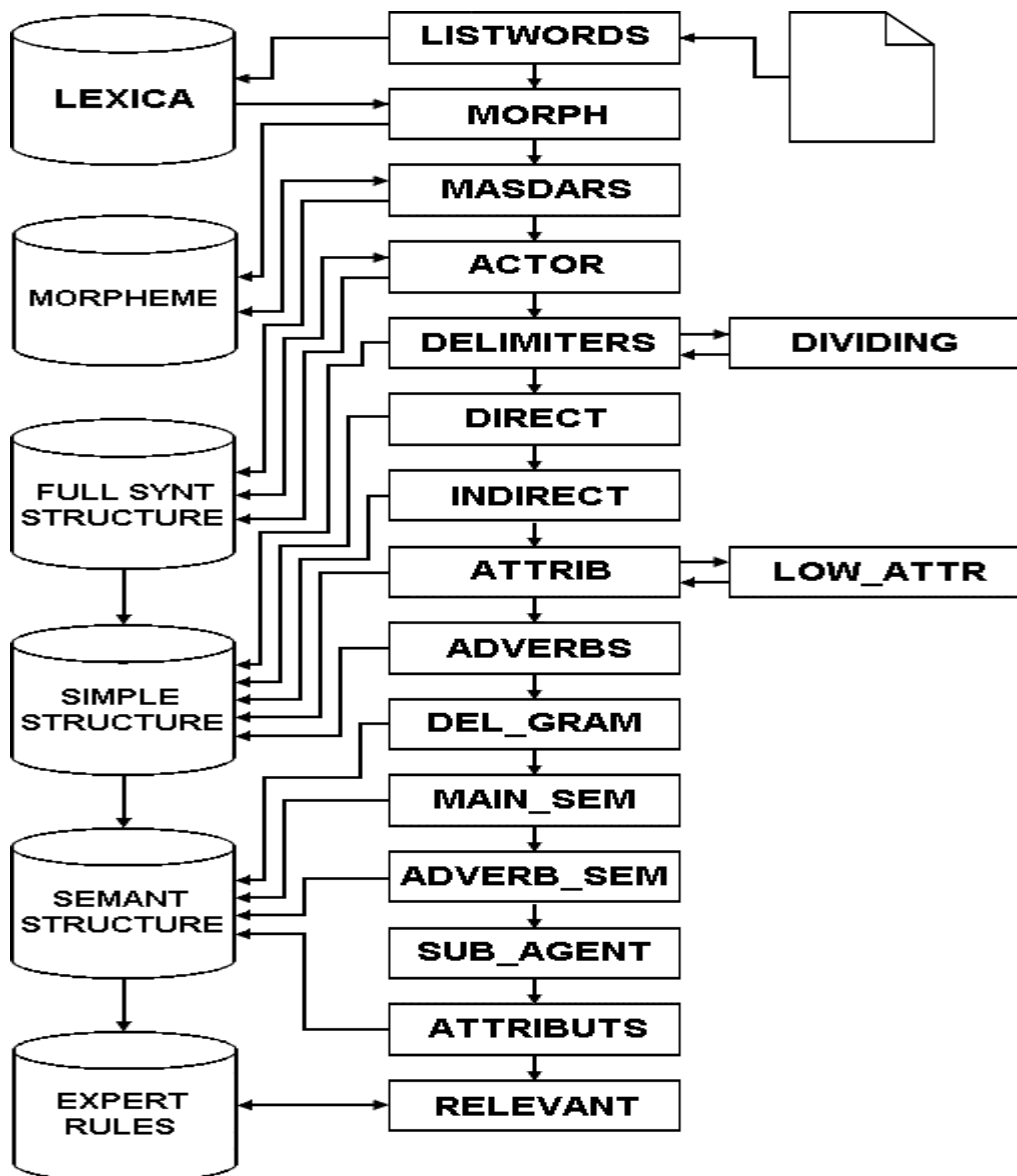 LISTWORDS
LEXICA
MORPH
MASDARS
ACTOR
MORPHEME
DELIMITERS
DIVIDING
DIRECT
INDIRECT
FULL SYNT
STRUCTURE
ATTRIB
LOW_ATTR
ADVERBS
SIMPLE
STRUCTURE
DEL_GRAM
MAIN_SEM
ADVERB_SEM
SEMANT
STRUCTURE
SUB_AGENT
ATTRIBUTS
RELEVANT
EXPERT
RULES